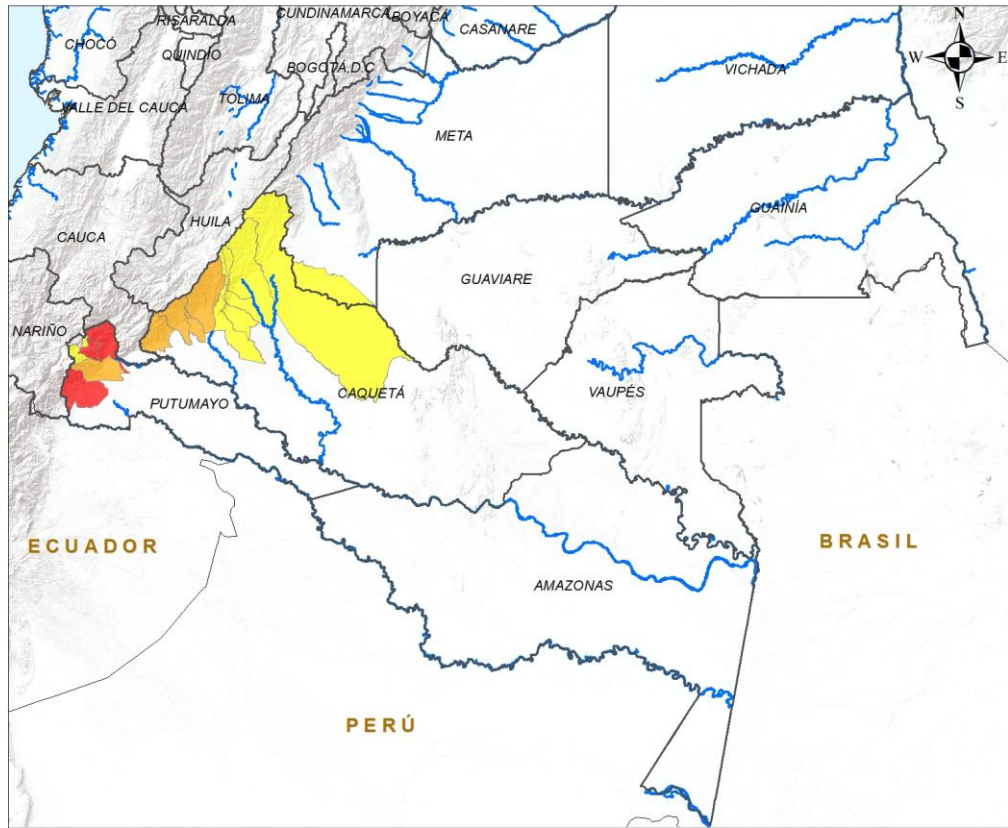 CUNDINAMARCA
BOYACÁ
RISARALDA
CASANARE
N
CHOCÓ
QUINDÍO
W
E
BOGOTÁ D.C
VICHADA
TOLIMA
VALLE DEL CAUCA
S
META
GUAINÍA
HUILA
CAUCA
GUAVIARE
NARIÑO
CAQUETÁ
VAUPÉS
PUTUMAYO
ECUADOR
BRASIL
AMAZONAS
PERÚ